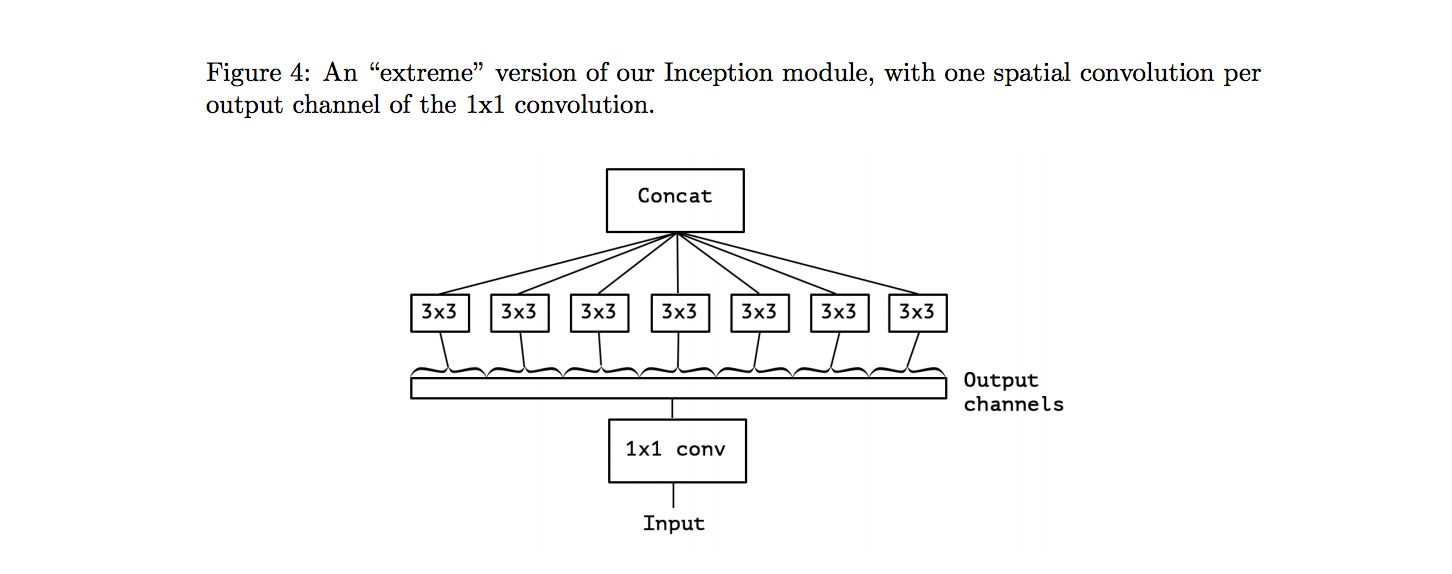 Figure 4: An “extreme” version of our Inception module, with one spatial convolution per
output channel of the 1x1 convolution.
Concat
3x3 3x3 3x3 3x3 3x3 3x3 3x3
Output
channels
1x1 conv
Input